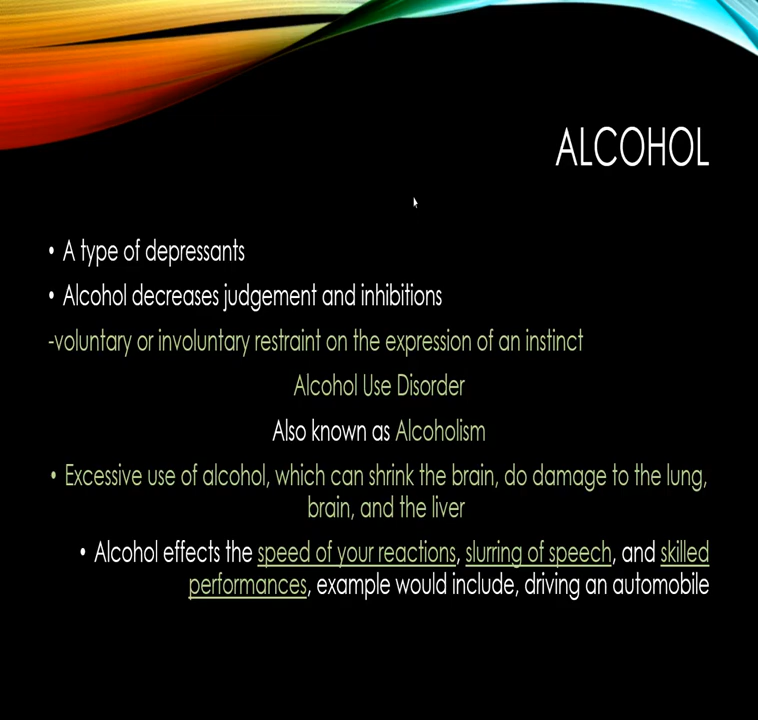 ALCOHOL
• A type of depressants
• Alcohol decreases judgement and inhibitions
-voluntary or involuntary restraint on the expression of an instinct
Alcohol Use Disorder
Also known as Alcoholism
• Excessive use of alcohol, which can shrink the brain, do damage to the lung,
brain, and the liver
• Alcohol effects the speed of your reactions, slurring of speech, and skilled
performances, example would include, driving an automobile